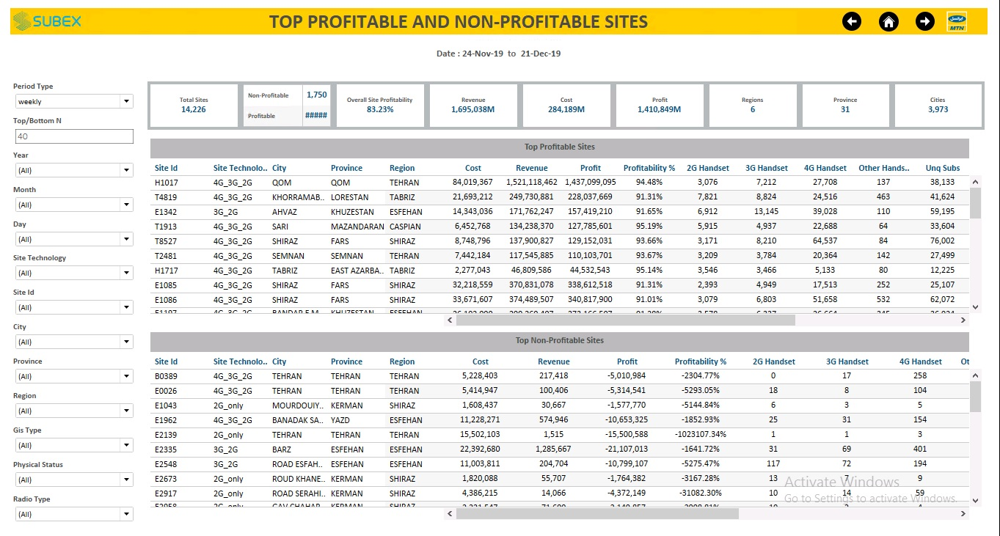 SUBEX
TOP PROFITABLE AND NON-PROFITABLE SITES
ایرانسل
MTN
Date : 24-Nov-19 to 21-Dec-19
Period Type
weekly
Top/Bottom N
40
Year
(All)
Month
(All)
Day
(All)
Site Technology
(All)
Site Id
(All)
City
(All)
Province
(All)
Region
(All)
Gis Type
(All)
Physical Status
(All)
Radio Type
(All)
Total Sites
14,226
Non-Profitable 1,750
Profitable #####
Overall Site Profitability
83.23%
Revenue
1,695,038M
Cost
284,189M
Profit
1,410,849M
Regions
6
Province
31
Cities
3,973
Top Profitable Sites
Site Id Site Technolo.. City Province Region Cost Revenue Profit Profitability % 2G Handset 3G Handset 4G Handset Other Hands.. Unq Subs
H1017 4G_3G_2G QOM QOM TEHRAN 84,019,367 1,521,118,462 1,437,099,095 94.48% 3,076 7,212 27,708 137 38,133
T4819 4G_3G_2G KHORRAMAB.. LORESTAN TABRIZ 21,693,212 249,730,881 228,037,669 91.31% 7,821 8,824 24,516 463 41,624
E1342 3G_2G AHVAZ KHUZESTAN ESFEHAN 14,343,036 171,762,247 157,419,210 91.65% 6,912 13,145 39,028 110 59,195
T1913 4G_3G_2G SARI MAZANDARAN CASPIAN 6,452,768 134,238,370 127,785,601 95.19% 5,915 4,937 22,688 64 33,604
T8527 4G_3G_2G SHIRAZ FARS SHIRAZ 8,748,796 137,900,827 129,152,031 93.66% 3,171 8,210 64,537 84 76,002
T2481 4G_3G_2G SEMNAN SEMNAN TEHRAN 7,442,184 117,545,885 110,103,701 93.67% 3,209 3,784 20,364 142 27,499
H1717 4G_3G_2G TABRIZ EAST AZARBA.. TABRIZ 2,277,043 46,809,586 44,532,543 95.14% 3,546 3,466 5,133 80 12,225
E1085 4G_3G_2G SHIRAZ FARS SHIRAZ 32,218,559 370,831,078 338,612,518 91.31% 2,393 4,949 17,513 252 25,107
E1086 4G_3G_2G SHIRAZ FARS SHIRAZ 33,671,607 374,489,507 340,817,900 91.01% 3,079 6,803 51,658 532 62,072
Top Non-Profitable Sites
Site Id Site Technolo.. City Province Region Cost Revenue Profit Profitability % 2G Handset 3G Handset 4G Handset Ot
B0389 4G_3G_2G TEHRAN TEHRAN TEHRAN 5,228,403 217,418 -5,010,984 -2304.77% 0 17 258
E0026 4G_3G_2G TEHRAN TEHRAN TEHRAN 5,414,947 100,406 -5,314,541 -5293.05% 18 8 104
E1043 2G_only MOURDOUIY.. KERMAN SHIRAZ 1,608,437 30,667 -1,577,770 -5144.84% 6 3 5
E1962 4G_3G_2G BANADAK SA.. YAZD ESFEHAN 11,228,271 574,946 -10,653,325 -1852.93% 25 31 154
E2139 2G_only TEHRAN TEHRAN TEHRAN 15,502,103 1,515 -15,500,588 -1023107.34% 1 1 3
E2335 3G_2G BARZ ESFEHAN ESFEHAN 22,392,680 1,285,667 -21,107,013 -1641.72% 31 69 401
E2548 3G_2G ROAD ESFAH.. ESFEHAN ESFEHAN 11,003,811 204,704 -10,799,107 -5275.47% 117 72 194
E2673 2G_only ROUD KHANE.. KERMAN SHIRAZ 1,820,088 55,707 -1,764,382 -3167.28% 13 7 9
E2917 2G_only ROAD SERAHI.. KERMAN SHIRAZ 4,386,215 14,066 -4,372,149 -31082.30% 10 14 59
Activate Windows
Go to Settings to activate Windows.